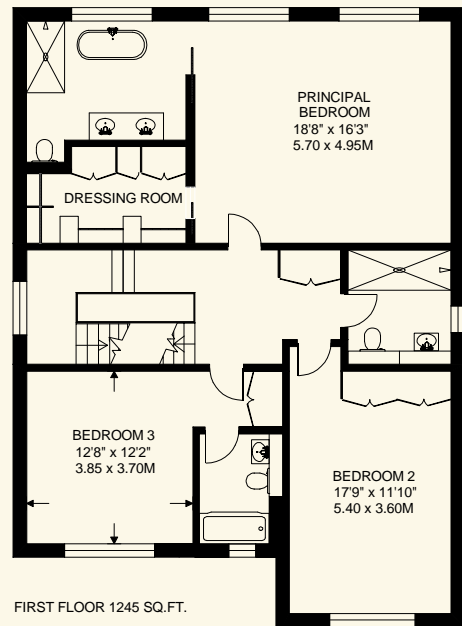 PRINCIPAL
BEDROOM
18'8" x 16'3"
5.70 x 4.95M
DRESSING ROOM
BEDROOM 3
12'8" x 12'2"
3.85 x 3.70M
BEDROOM 2
17'9" x 11'10"
5.40 x 3.60M
FIRST FLOOR 1245 SQ.FT.